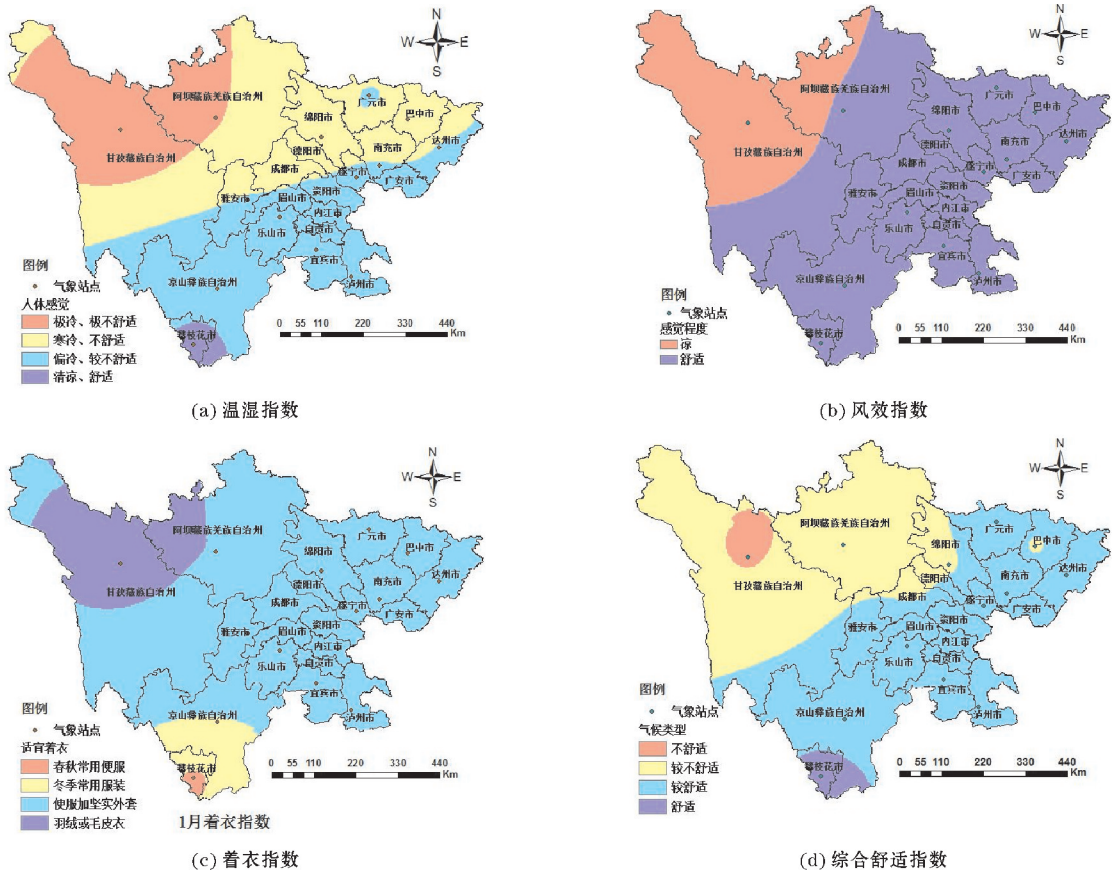 N
W E
S
阿坝藏族羌族自治州
广元市
绵阳市
巴中市
甘孜藏族自治州
德阳市
南充市
达州市
成都市
遂宁市
广安市
雅安市
眉山市
资阳市
内江市
乐山市
自贡市
宜宾市
凉山彝族自治州
泸州市
攀枝花市
图例
气象站点
人体感觉
极冷、极不舒适
寒冷、不舒适
偏冷、较不舒适
清凉、舒适
0 55 110 220 330 440
Km
(a) 温湿指数
N
W E
S
阿坝藏族羌族自治州
广元市
绵阳市
巴中市
甘孜藏族自治州
德阳市
南充市
达州市
成都市
遂宁市
广安市
雅安市
眉山市
资阳市
内江市
乐山市
自贡市
宜宾市
凉山彝族自治州
泸州市
攀枝花市
图例
气象站点
感觉程度
凉
舒适
0 55 110 220 330 440
Km
(b) 风效指数
N
W E
S
阿坝藏族羌族自治州
广元市
绵阳市
巴中市
甘孜藏族自治州
德阳市
南充市
达州市
成都市
遂宁市
广安市
雅安市
眉山市
资阳市
内江市
乐山市
自贡市
宜宾市
凉山彝族自治州
泸州市
攀枝花市
图例
气象站点
适宜着衣
春秋常用便服
冬季常用服装
便服加坚实外套
羽绒或毛皮衣
0 55 110 220 330 440
Km
1月着衣指数
(c) 着衣指数
N
W E
S
阿坝藏族羌族自治州
广元市
绵阳市
巴中市
甘孜藏族自治州
德阳市
南充市
达州市
成都市
遂宁市
广安市
雅安市
眉山市
资阳市
内江市
乐山市
自贡市
宜宾市
凉山彝族自治州
泸州市
攀枝花市
图例
气象站点
气候类型
不舒适
较不舒适
较舒适
舒适
0 55 110 220 330 440
Km
(d) 综合舒适指数